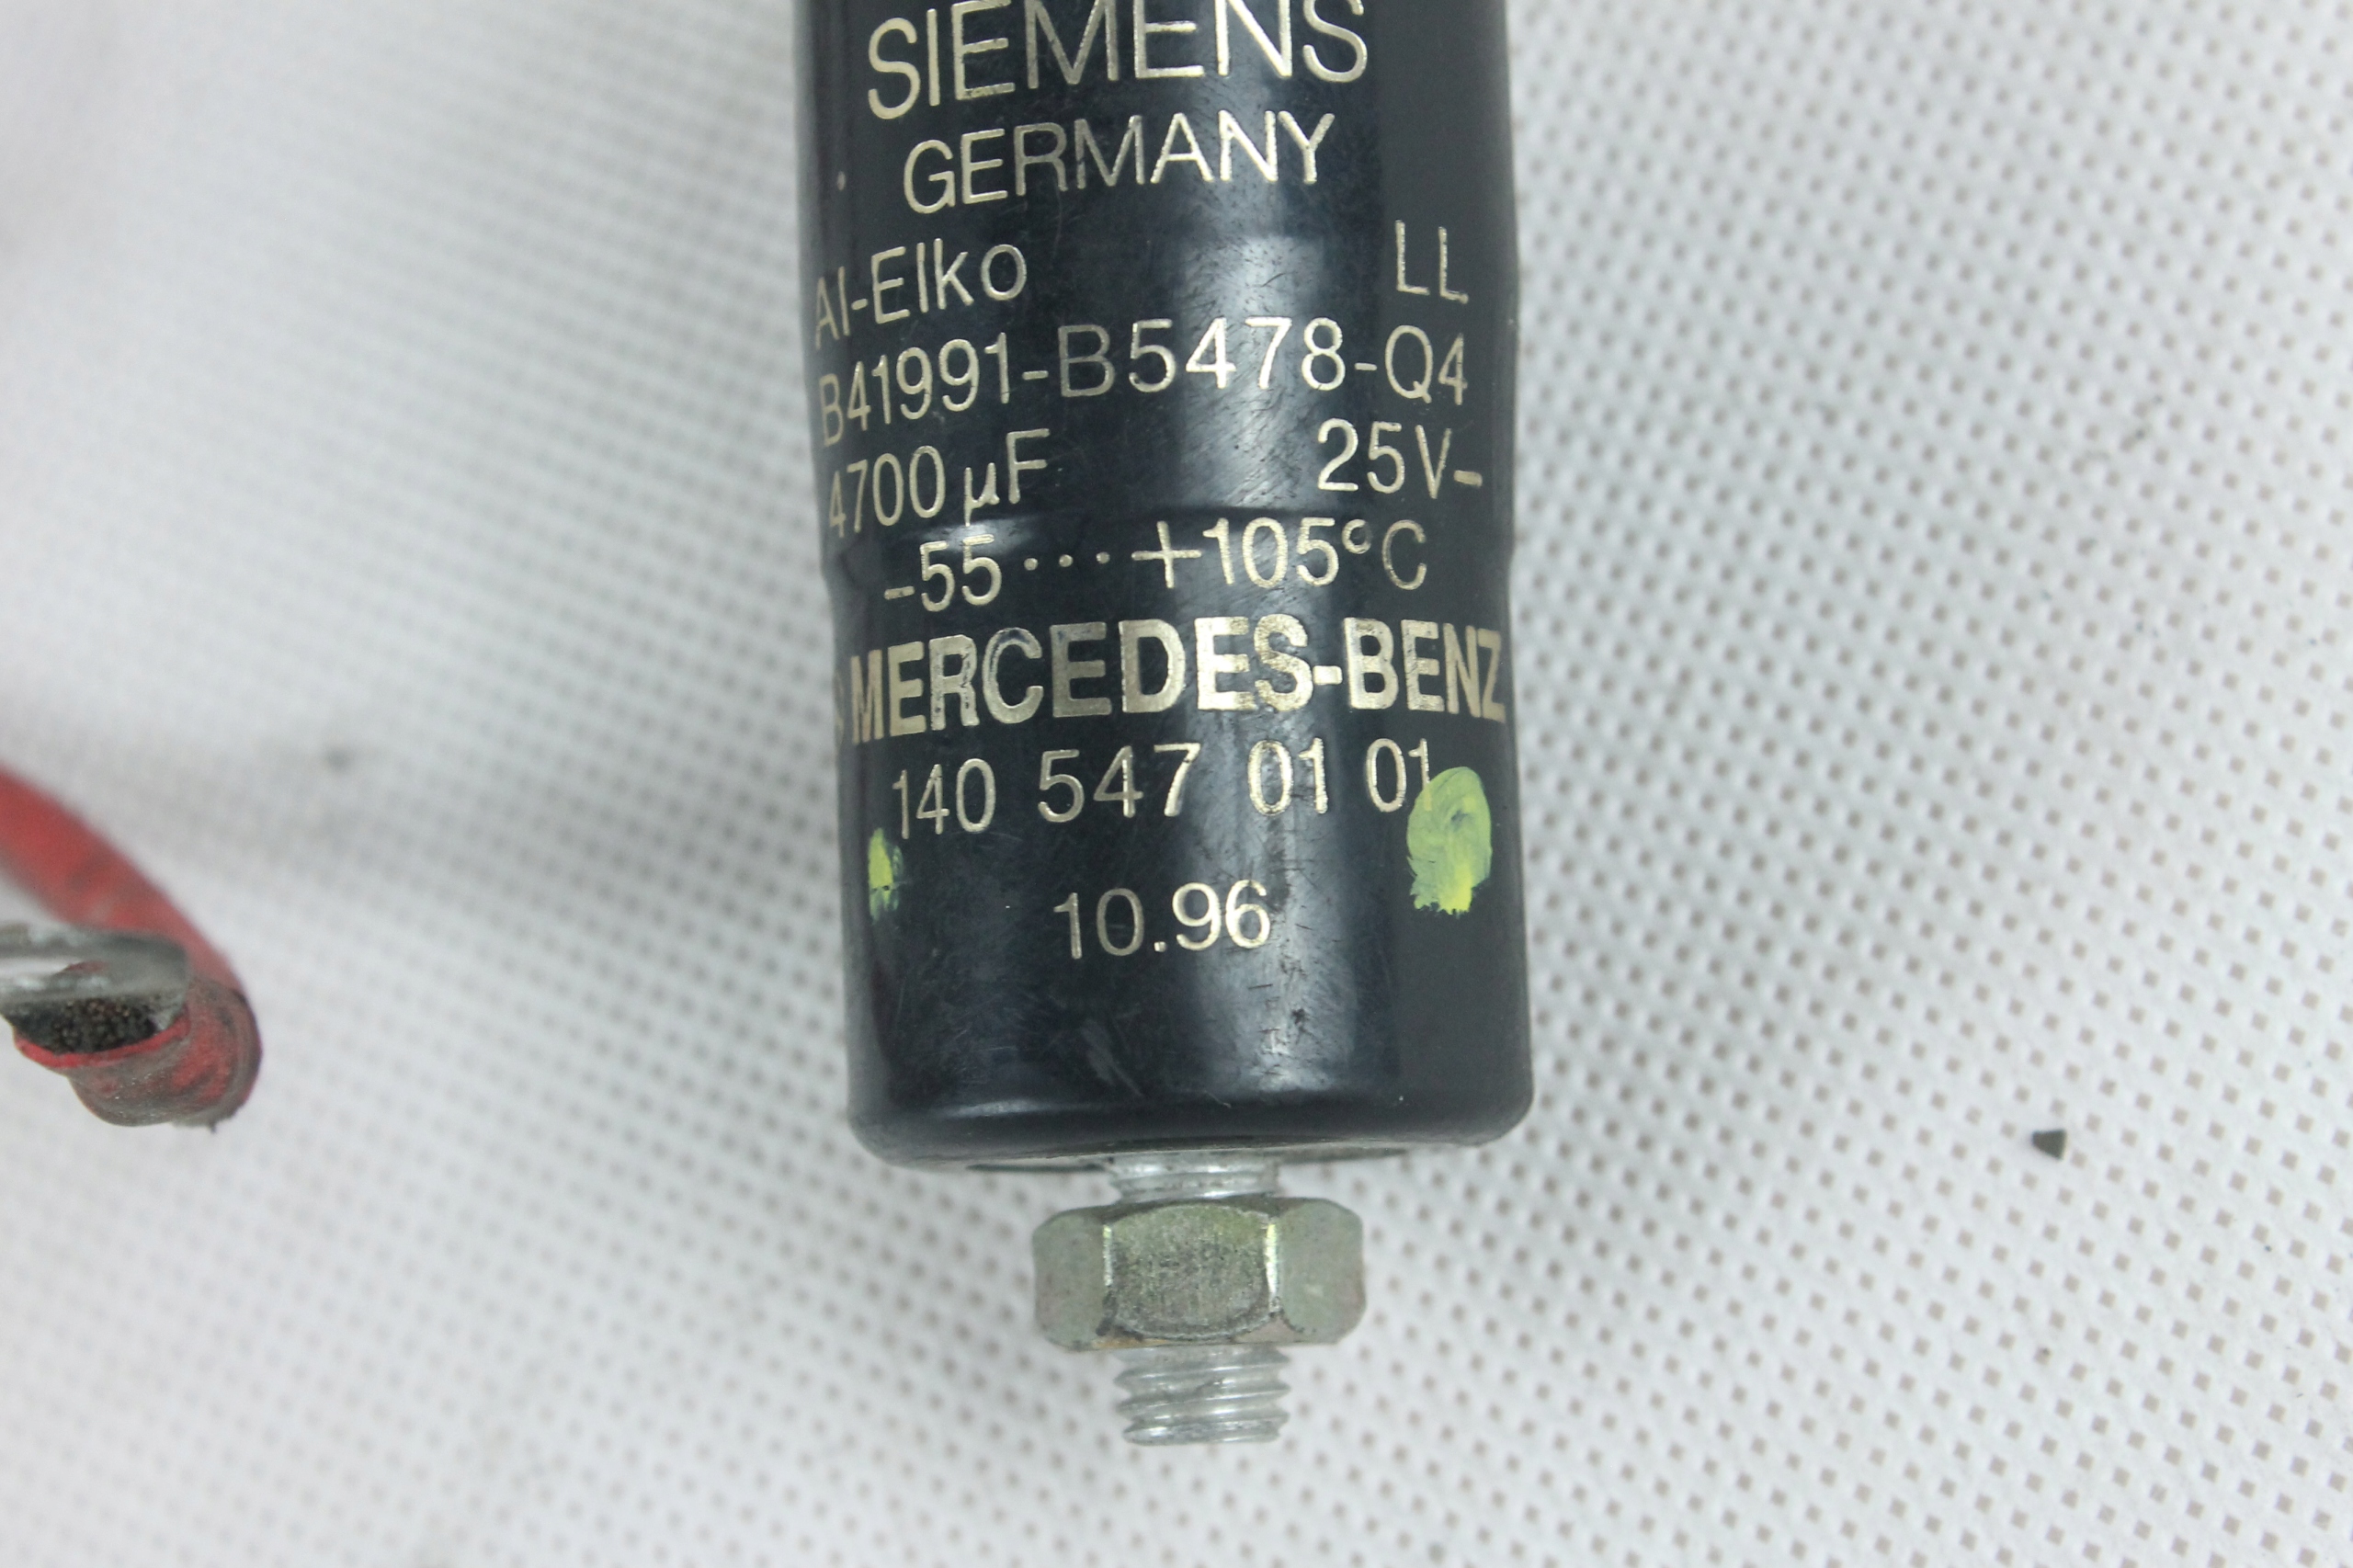 SIEMENS
GERMANY
Al-Elko LL
B41991-B5478-Q4
4700 µF 25V-
-55···+105°C
MERCEDES-BENZ
140 547 01 01
10.96